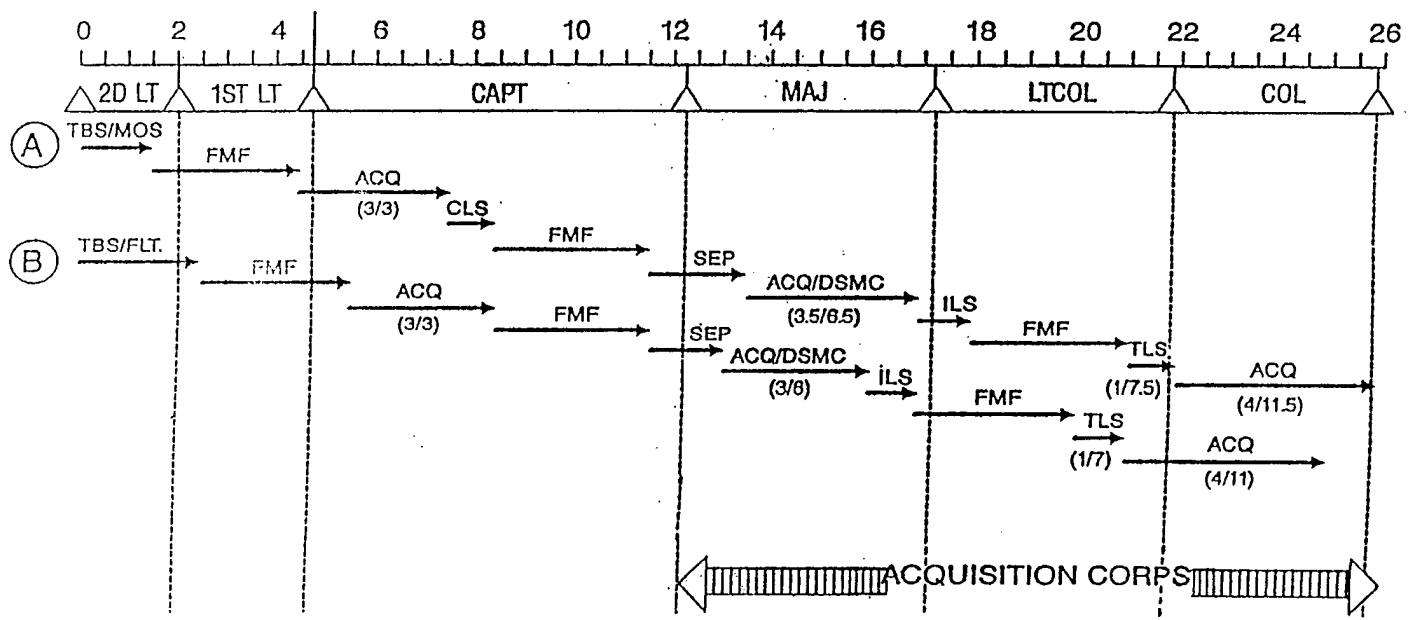 0 2 4 6 8 10 12 14 16 18 20 22 24 26
2D LT 1ST LT CAPT MAJ LTCOL COL
A
TBS/MOS
FMF
ACQ
(3/3)
CLS
FMF
SEP
ACQ/DSMC
(3.5/6.5)
ILS
FMF
TLS
(1/7.5)
ACQ
(4/11.5)
B
TBS/FLT.
FMF
ACQ
(3/3)
FMF
SEP
ACQ/DSMC
(3/6)
ILS
FMF
TLS
(1/7)
ACQ
(4/11)
ACQUISITION CORPS